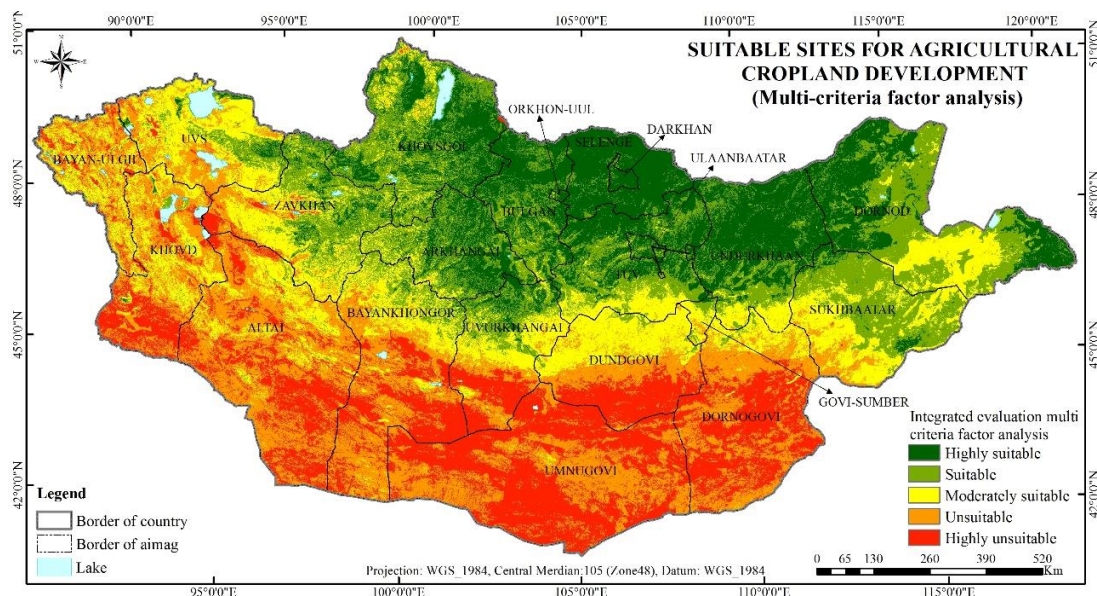 90°0'0"E 95°0'0"E 100°0'0"E 105°0'0"E 110°0'0"E 115°0'0"E 120°0'0"E
51°0'0"N
51°0'0"N
SUITABLE SITES FOR AGRICULTURAL
CROPLAND DEVELOPMENT
(Multi-criteria factor analysis)
N
W
E
S
ORKHON-UUL
DARKHAN
ULAANBAATAR
SELENGE
KHOVSGOL
UVS
BAYAN-ULGII
48°0'0"N
48°0'0"N
ZAVKHAN
BULGAN
DORNOD
KHOVD
ARKHANGAI
TUV
UNDERKHAAN
SUKHBAATAR
BAYANKHONGOR
ALTAI
UVURKHANGAI
45°0'0"N
45°0'0"N
DUNDGOVI
GOVI-SUMBER
DORNOGOVI
UMNUGOVI
42°0'0"N
42°0'0"N
Integrated evaluation multi
criteria factor analysis
Highly suitable
Suitable
Moderately suitable
Unsuitable
Highly unsuitable
Legend
Border of country
Border of aimag
Lake
Projection: WGS_1984, Central Merdian:105 (Zone48), Datum: WGS_1984
0 65 130 260 390 520
Km
95°0'0"E 100°0'0"E 105°0'0"E 110°0'0"E 115°0'0"E